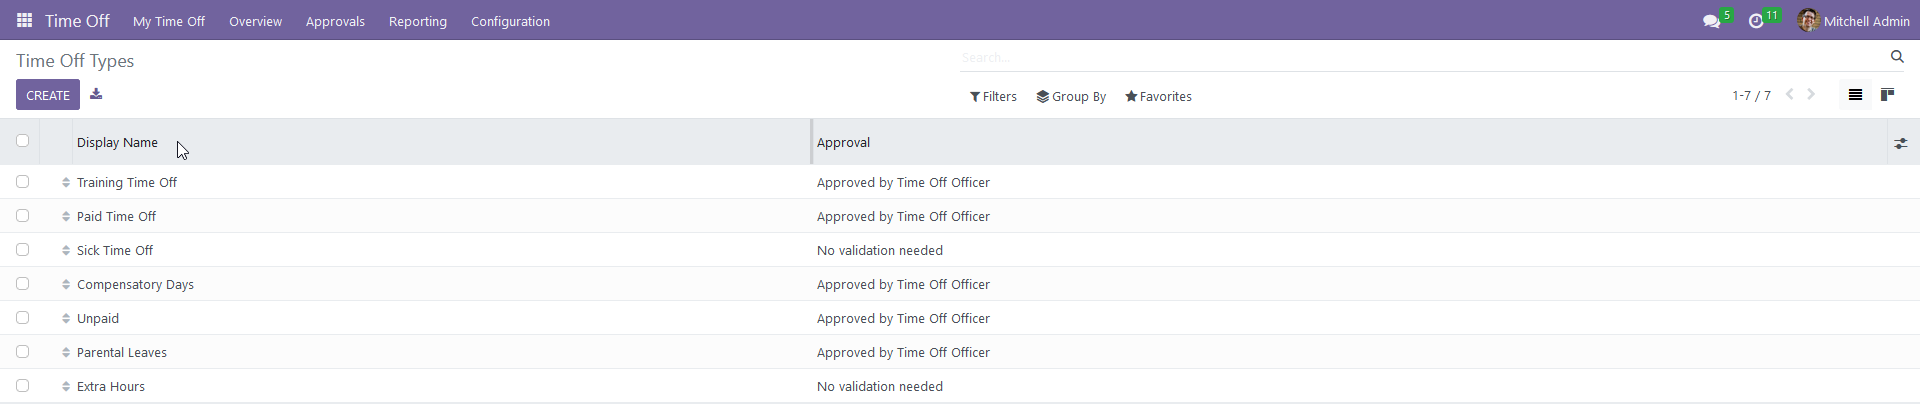 Time Off My Time Off Overview Approvals Reporting Configuration 5 11 Mitchell Admin
Time Off Types
Search...
CREATE
Filters Group By Favorites 1-7 / 7
Display Name Approval
Training Time Off Approved by Time Off Officer
Paid Time Off Approved by Time Off Officer
Sick Time Off No validation needed
Compensatory Days Approved by Time Off Officer
Unpaid Approved by Time Off Officer
Parental Leaves Approved by Time Off Officer
Extra Hours No validation needed